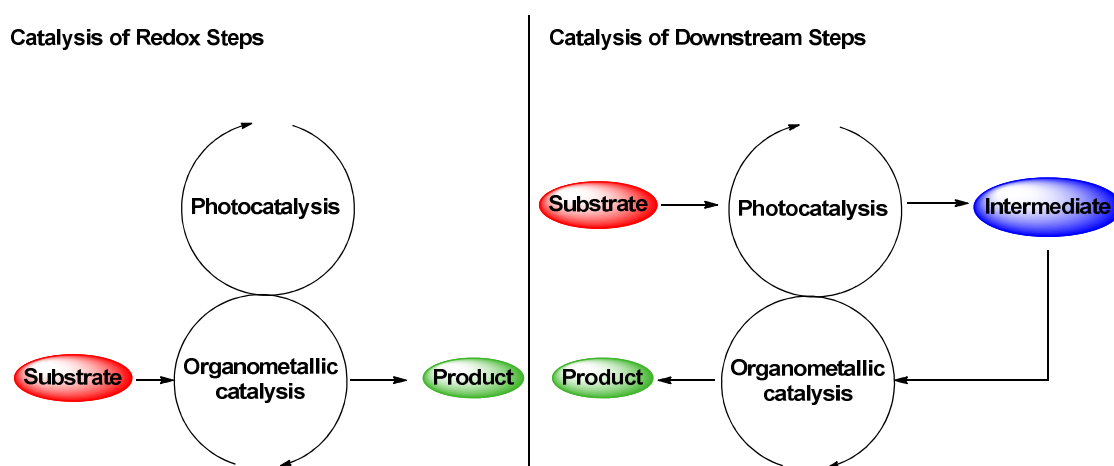 Catalysis of Redox Steps
Photocatalysis
Substrate
Organometallic
catalysis
Product
Catalysis of Downstream Steps
Substrate
Photocatalysis
Intermediate
Product
Organometallic
catalysis